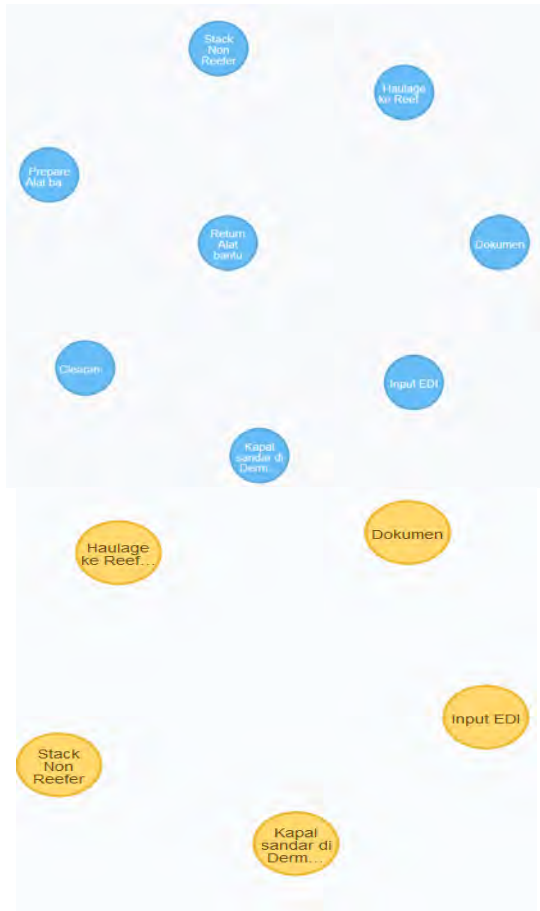 Stack
Non
Reefer
Haulage
ke Reef
Prepare
Alat ba
Return
Alat
bantu
Dokumen
Input EDI
Kapal
sandar di
Derm...
Haulage
ke Reef...
Dokumen
Input EDI
Stack
Non
Reefer
Kapal
sandar di
Derm...